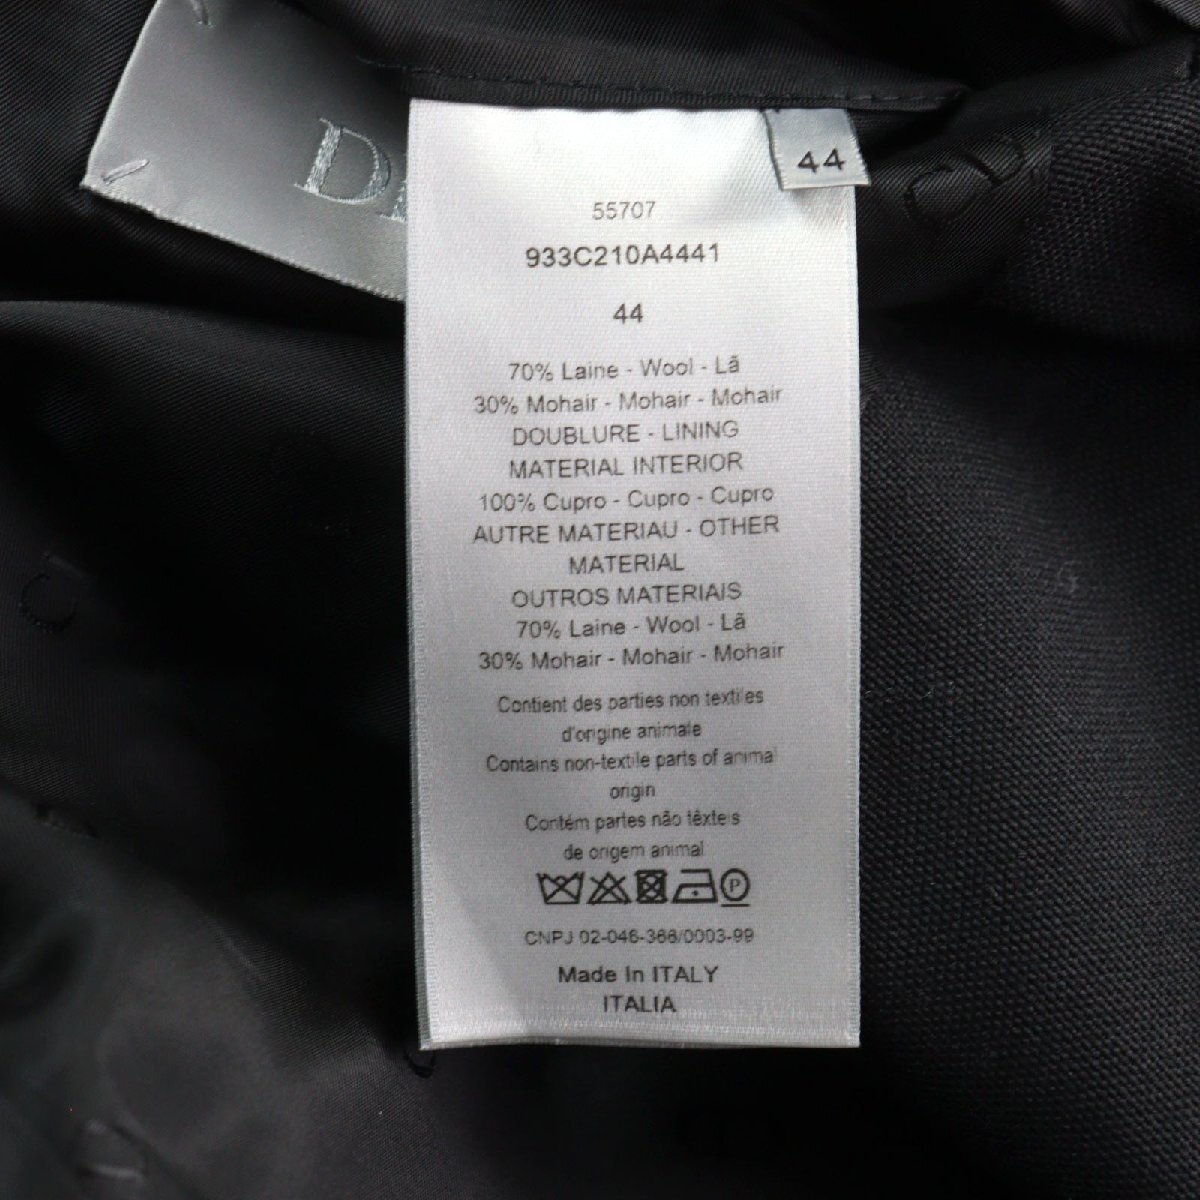 44
55707
933C210A4441
44
70% Laine - Wool - Lã
30% Mohair - Mohair - Mohair
DOUBLURE - LINING
MATERIAL INTERIOR
100% Cupro - Cupro - Cupro
AUTRE MATERIAU - OTHER
MATERIAL
OUTROS MATERIAIS
70% Laine - Wool - Lã
30% Mohair - Mohair - Mohair
Contient des parties non textiles
d'origine animale
Contains non-textile parts of animal
origin
Contém partes não têxteis
de origem animal
P
CNPJ 02-046-366/0003-99
Made In ITALY
ITALIA